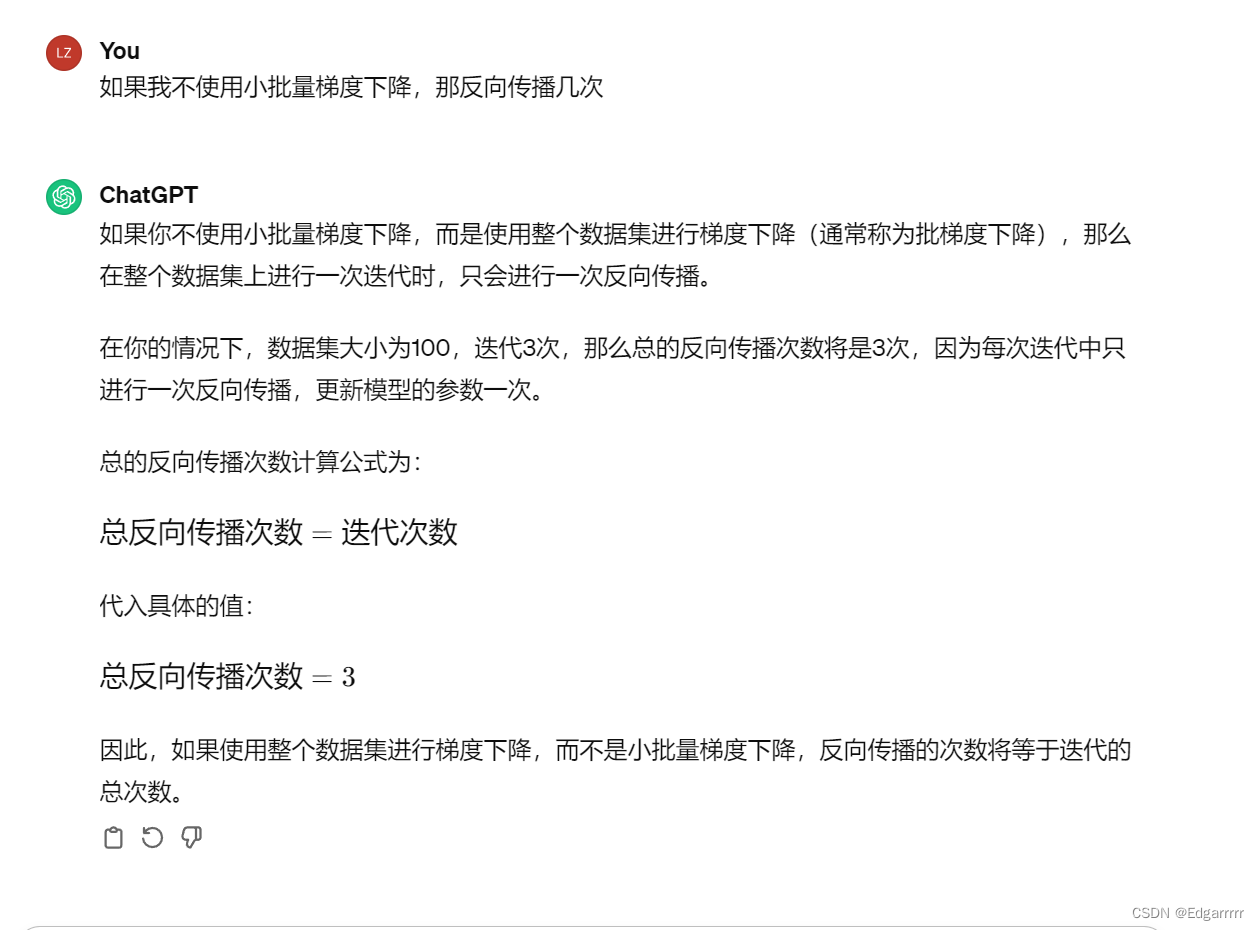 LZ
You
如果我不使用小批量梯度下降，那反向传播几次
ChatGPT
如果你不使用小批量梯度下降，而是使用整个数据集进行梯度下降（通常称为批梯度下降），那么
在整个数据集上进行一次迭代时，只会进行一次反向传播。
在你的情况下，数据集大小为100，迭代3次，那么总的反向传播次数将是3次，因为每次迭代中只
进行一次反向传播，更新模型的参数一次。
总的反向传播次数计算公式为：
总反向传播次数 = 迭代次数
代入具体的值：
总反向传播次数 = 3
因此，如果使用整个数据集进行梯度下降，而不是小批量梯度下降，反向传播的次数将等于迭代的
总次数。
CSDN @Edgarrrrr